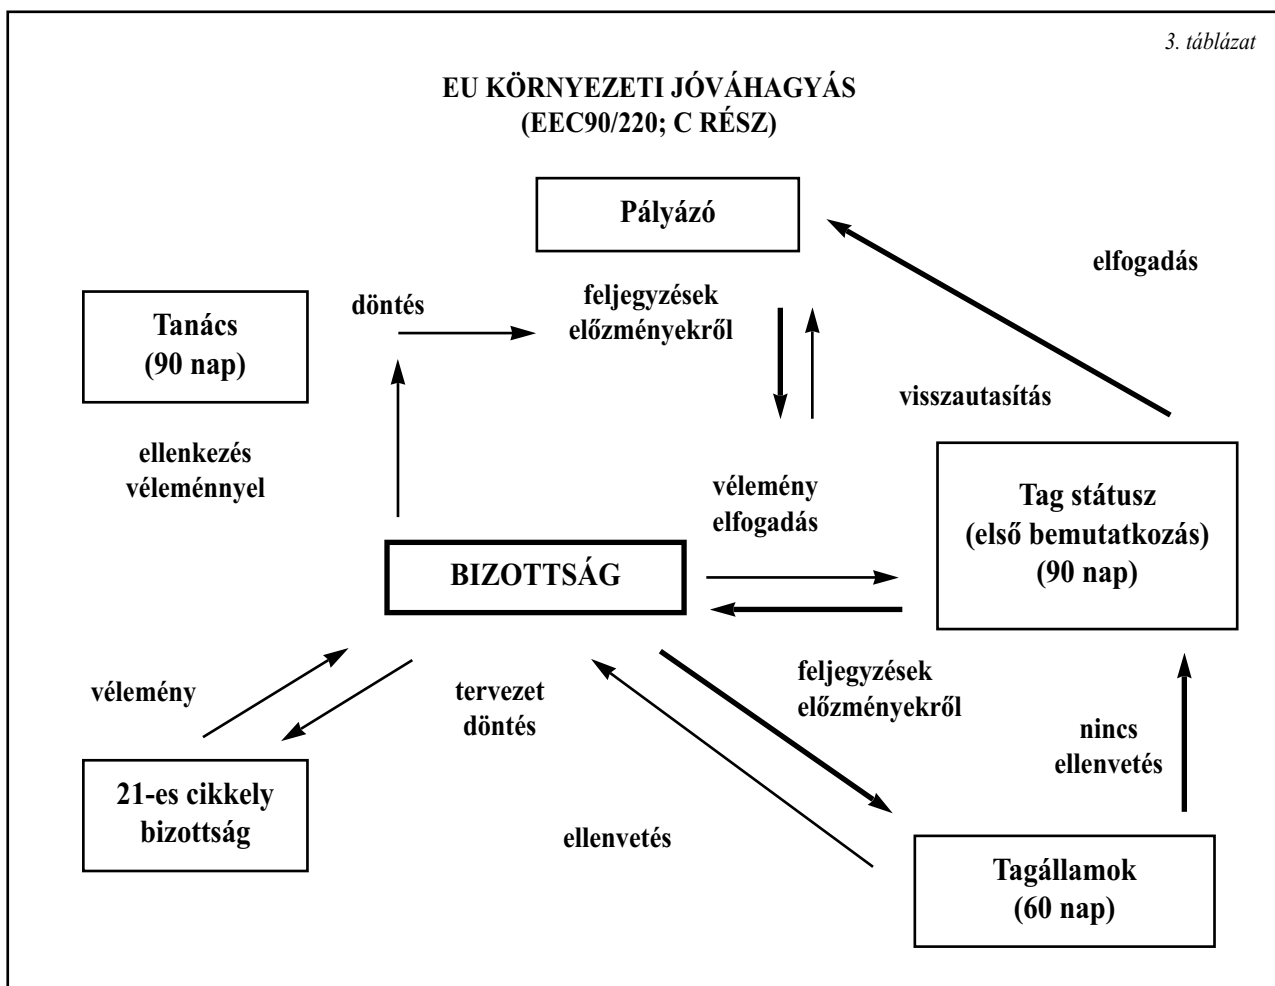 3. táblázat
EU KÖRNYEZETI JÓVÁHAGYÁS
(EEC90/220; C RÉSZ)
Pályázó
elfogadás
döntés
feljegyzések
előzményekről
Tanács
(90 nap)
visszautasítás
ellenkezés
véleménnyel
vélemény
elfogadás
Tag státusz
(első bemutatkozás)
(90 nap)
BIZOTTSÁG
vélemény
tervezet
döntés
feljegyzések
előzményekről
nincs
ellenvetés
21-es cikkely
bizottság
ellenvetés
Tagállamok
(60 nap)